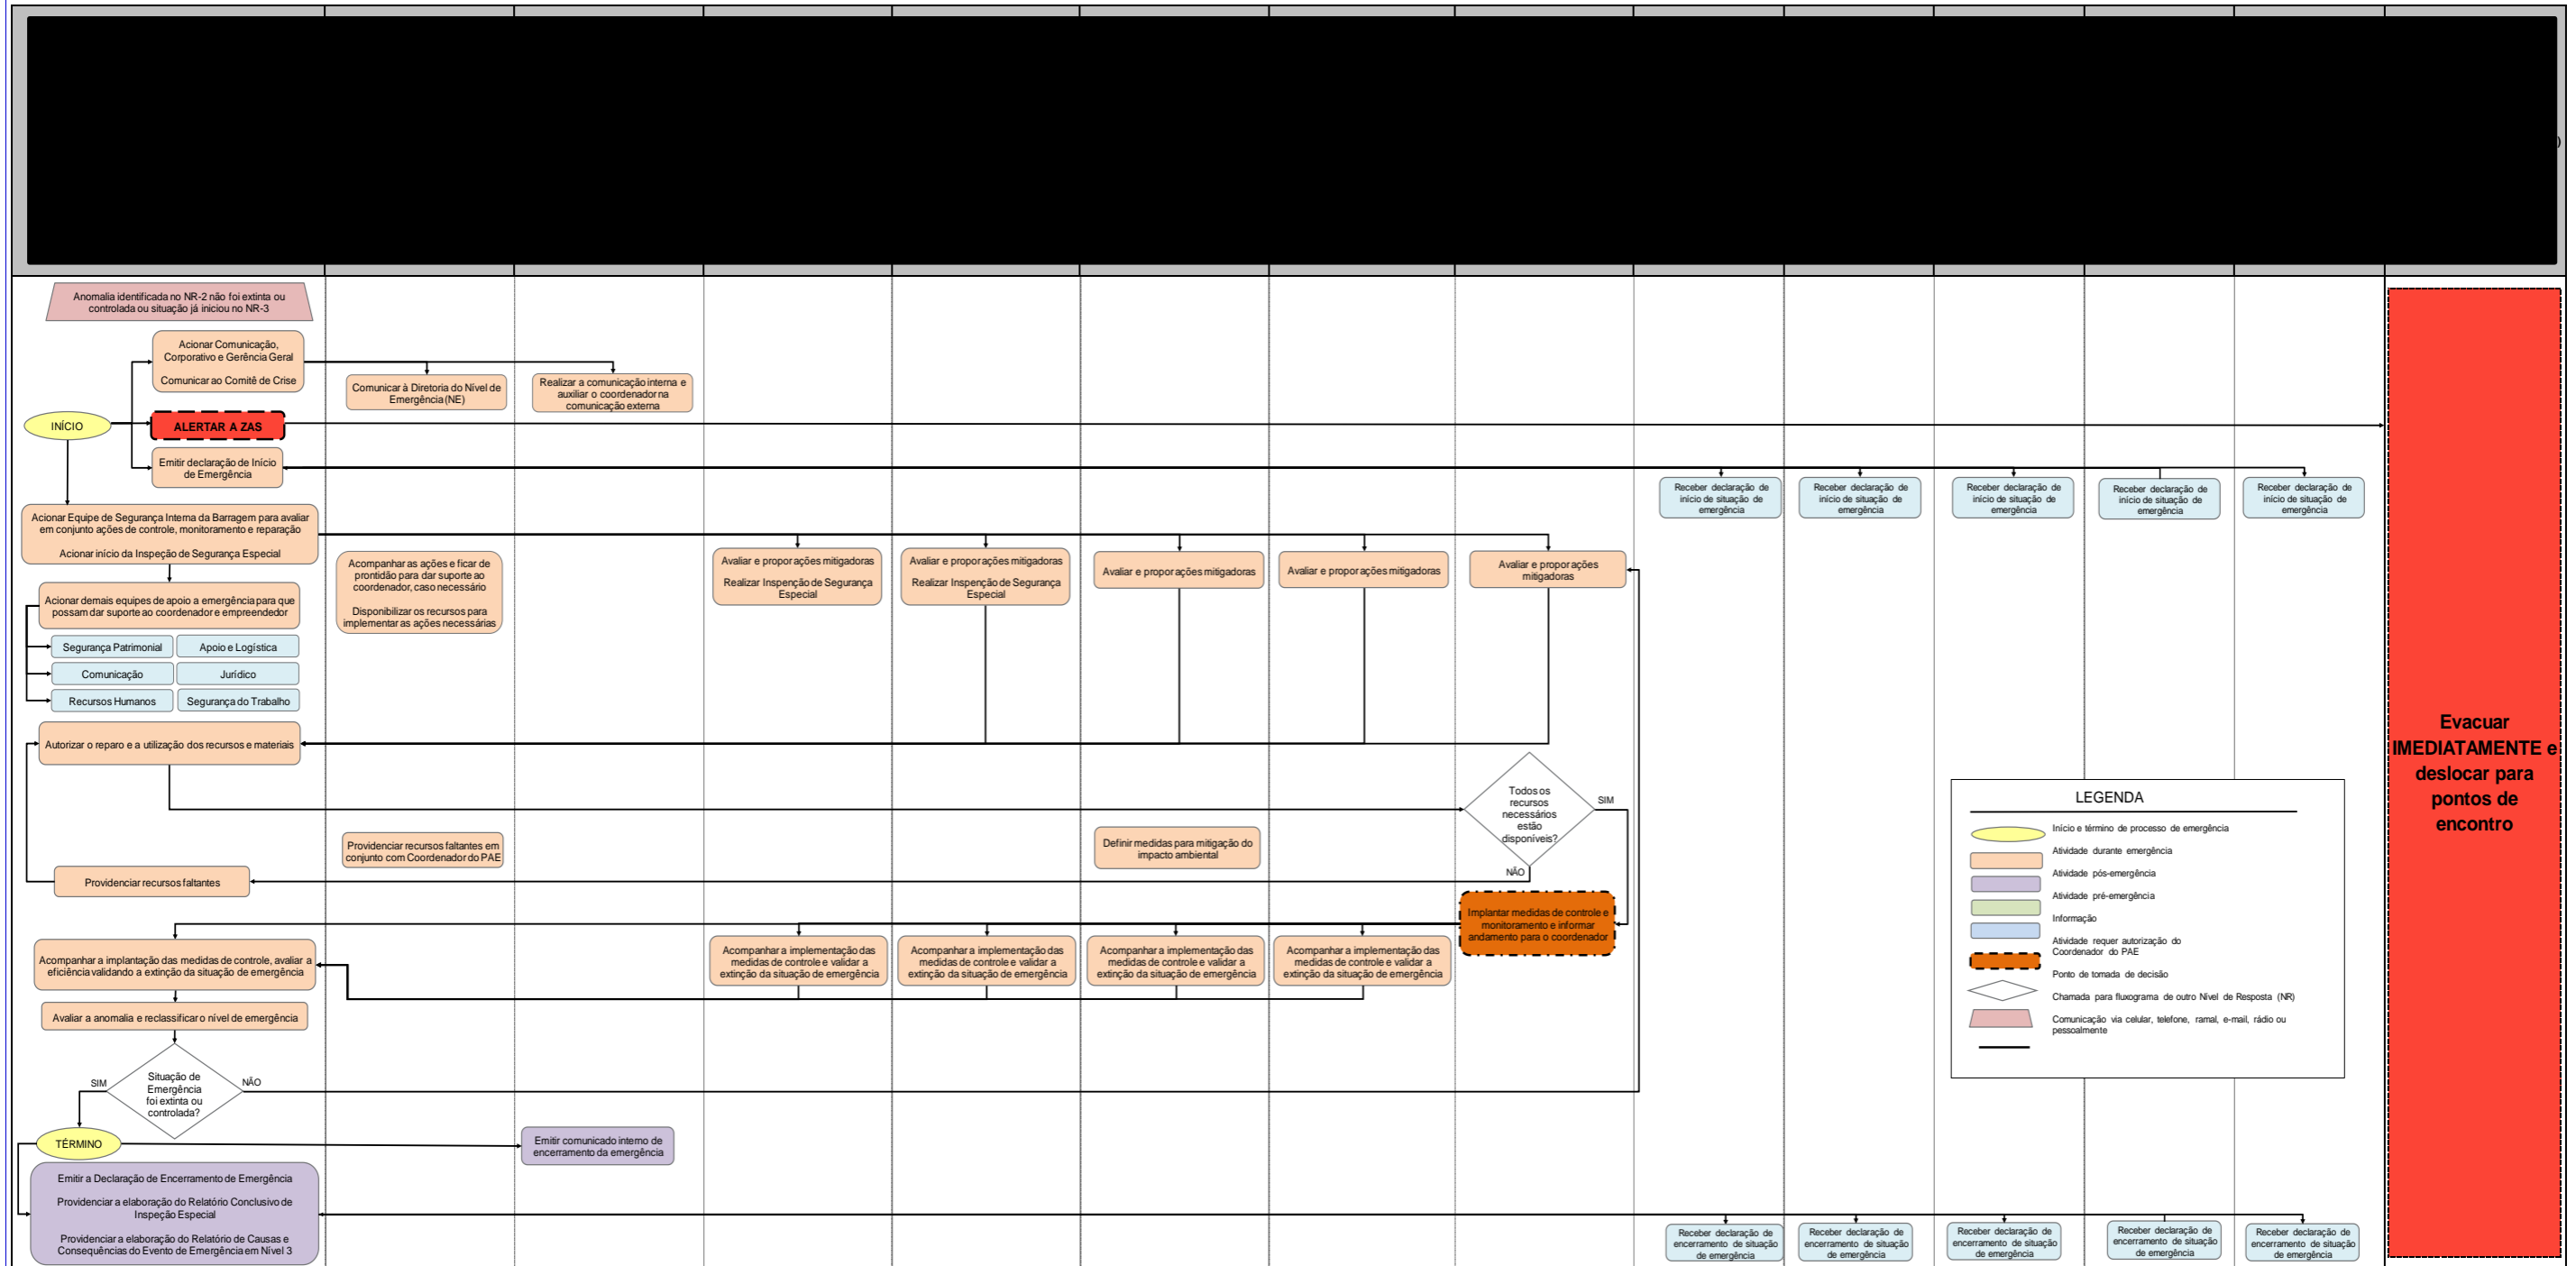 Anomalia identificada no NR-2 não foi extinta ou
controlada ou situação já iniciou no NR-3
Acionar Comunicação,
Corporativo e Gerência Geral
Comunicar ao Comitê de Crise
Comunicar à Diretoria do Nível de
Emergência (NE)
Realizar a comunicação interna e
auxiliar o coordenador na
comunicação externa
INÍCIO
ALERTAR A ZAS
Emitir declaração de Início
de Emergência
Receber declaração de
início de situação de
emergência
Receber declaração de
início de situação de
emergência
Receber declaração de
início de situação de
emergência
Receber declaração de
início de situação de
emergência
Receber declaração de
início de situação de
emergência
Acionar Equipe de Segurança Interna da Barragem para avaliar
em conjunto ações de controle, monitoramento e reparação
Acionar início da Inspeção de Segurança Especial
Acompanhar as ações e ficar de
prontidão para dar suporte ao
coordenador, caso necessário
Disponibilizar os recursos para
implementar as ações necessárias
Avaliar e propor ações mitigadoras
Realizar Inspenção de Segurança
Especial
Avaliar e propor ações mitigadoras
Realizar Inspenção de Segurança
Especial
Avaliar e propor ações mitigadoras
Avaliar e propor ações mitigadoras
Avaliar e propor ações
mitigadoras
Acionar demais equipes de apoio a emergência para que
possam dar suporte ao coordenador e empreendedor
Segurança Patrimonial
Apoio e Logística
Comunicação
Jurídico
Recursos Humanos
Segurança do Trabalho
Autorizar o reparo e a utilização dos recursos e materiais
Todos os
recursos
necessários
estão
disponíveis?
SIM
NÃO
Providenciar recursos faltantes em
conjunto com Coordenador do PAE
Definir medidas para mitigação do
impacto ambiental
Providenciar recursos faltantes
Implantar medidas de controle e
monitoramento e informar
andamento para o coordenador
Acompanhar a implantação das medidas de controle, avaliar a
eficiência validando a extinção da situação de emergência
Acompanhar a implementação das
medidas de controle e validar a
extinção da situação de emergência
Acompanhar a implementação das
medidas de controle e validar a
extinção da situação de emergência
Acompanhar a implementação das
medidas de controle e validar a
extinção da situação de emergência
Acompanhar a implementação das
medidas de controle e validar a
extinção da situação de emergência
Avaliar a anomalia e reclassificar o nível de emergência
SIM
Situação de
Emergência
foi extinta ou
controlada?
NÃO
TÉRMINO
Emitir comunicado interno de
encerramento da emergência
Emitir a Declaração de Encerramento de Emergência
Providenciar a elaboração do Relatório Conclusivo de
Inspeção Especial
Providenciar a elaboração do Relatório de Causas e
Consequências do Evento de Emergência em Nível 3
Receber declaração de
encerramento de situação
de emergência
Receber declaração de
encerramento de situação
de emergência
Receber declaração de
encerramento de situação
de emergência
Receber declaração de
encerramento de situação
de emergência
Receber declaração de
encerramento de situação
de emergência
LEGENDA
Início e término de processo de emergência
Atividade durante emergência
Atividade pós-emergência
Atividade pré-emergência
Informação
Atividade requer autorização do
Coordenador do PAE
Ponto de tomada de decisão
Chamada para fluxograma de outro Nível de Resposta (NR)
Comunicação via celular, telefone, ramal, e-mail, rádio ou
pessoalmente
Evacuar
IMEDIATAMENTE e
deslocar para
pontos de
encontro